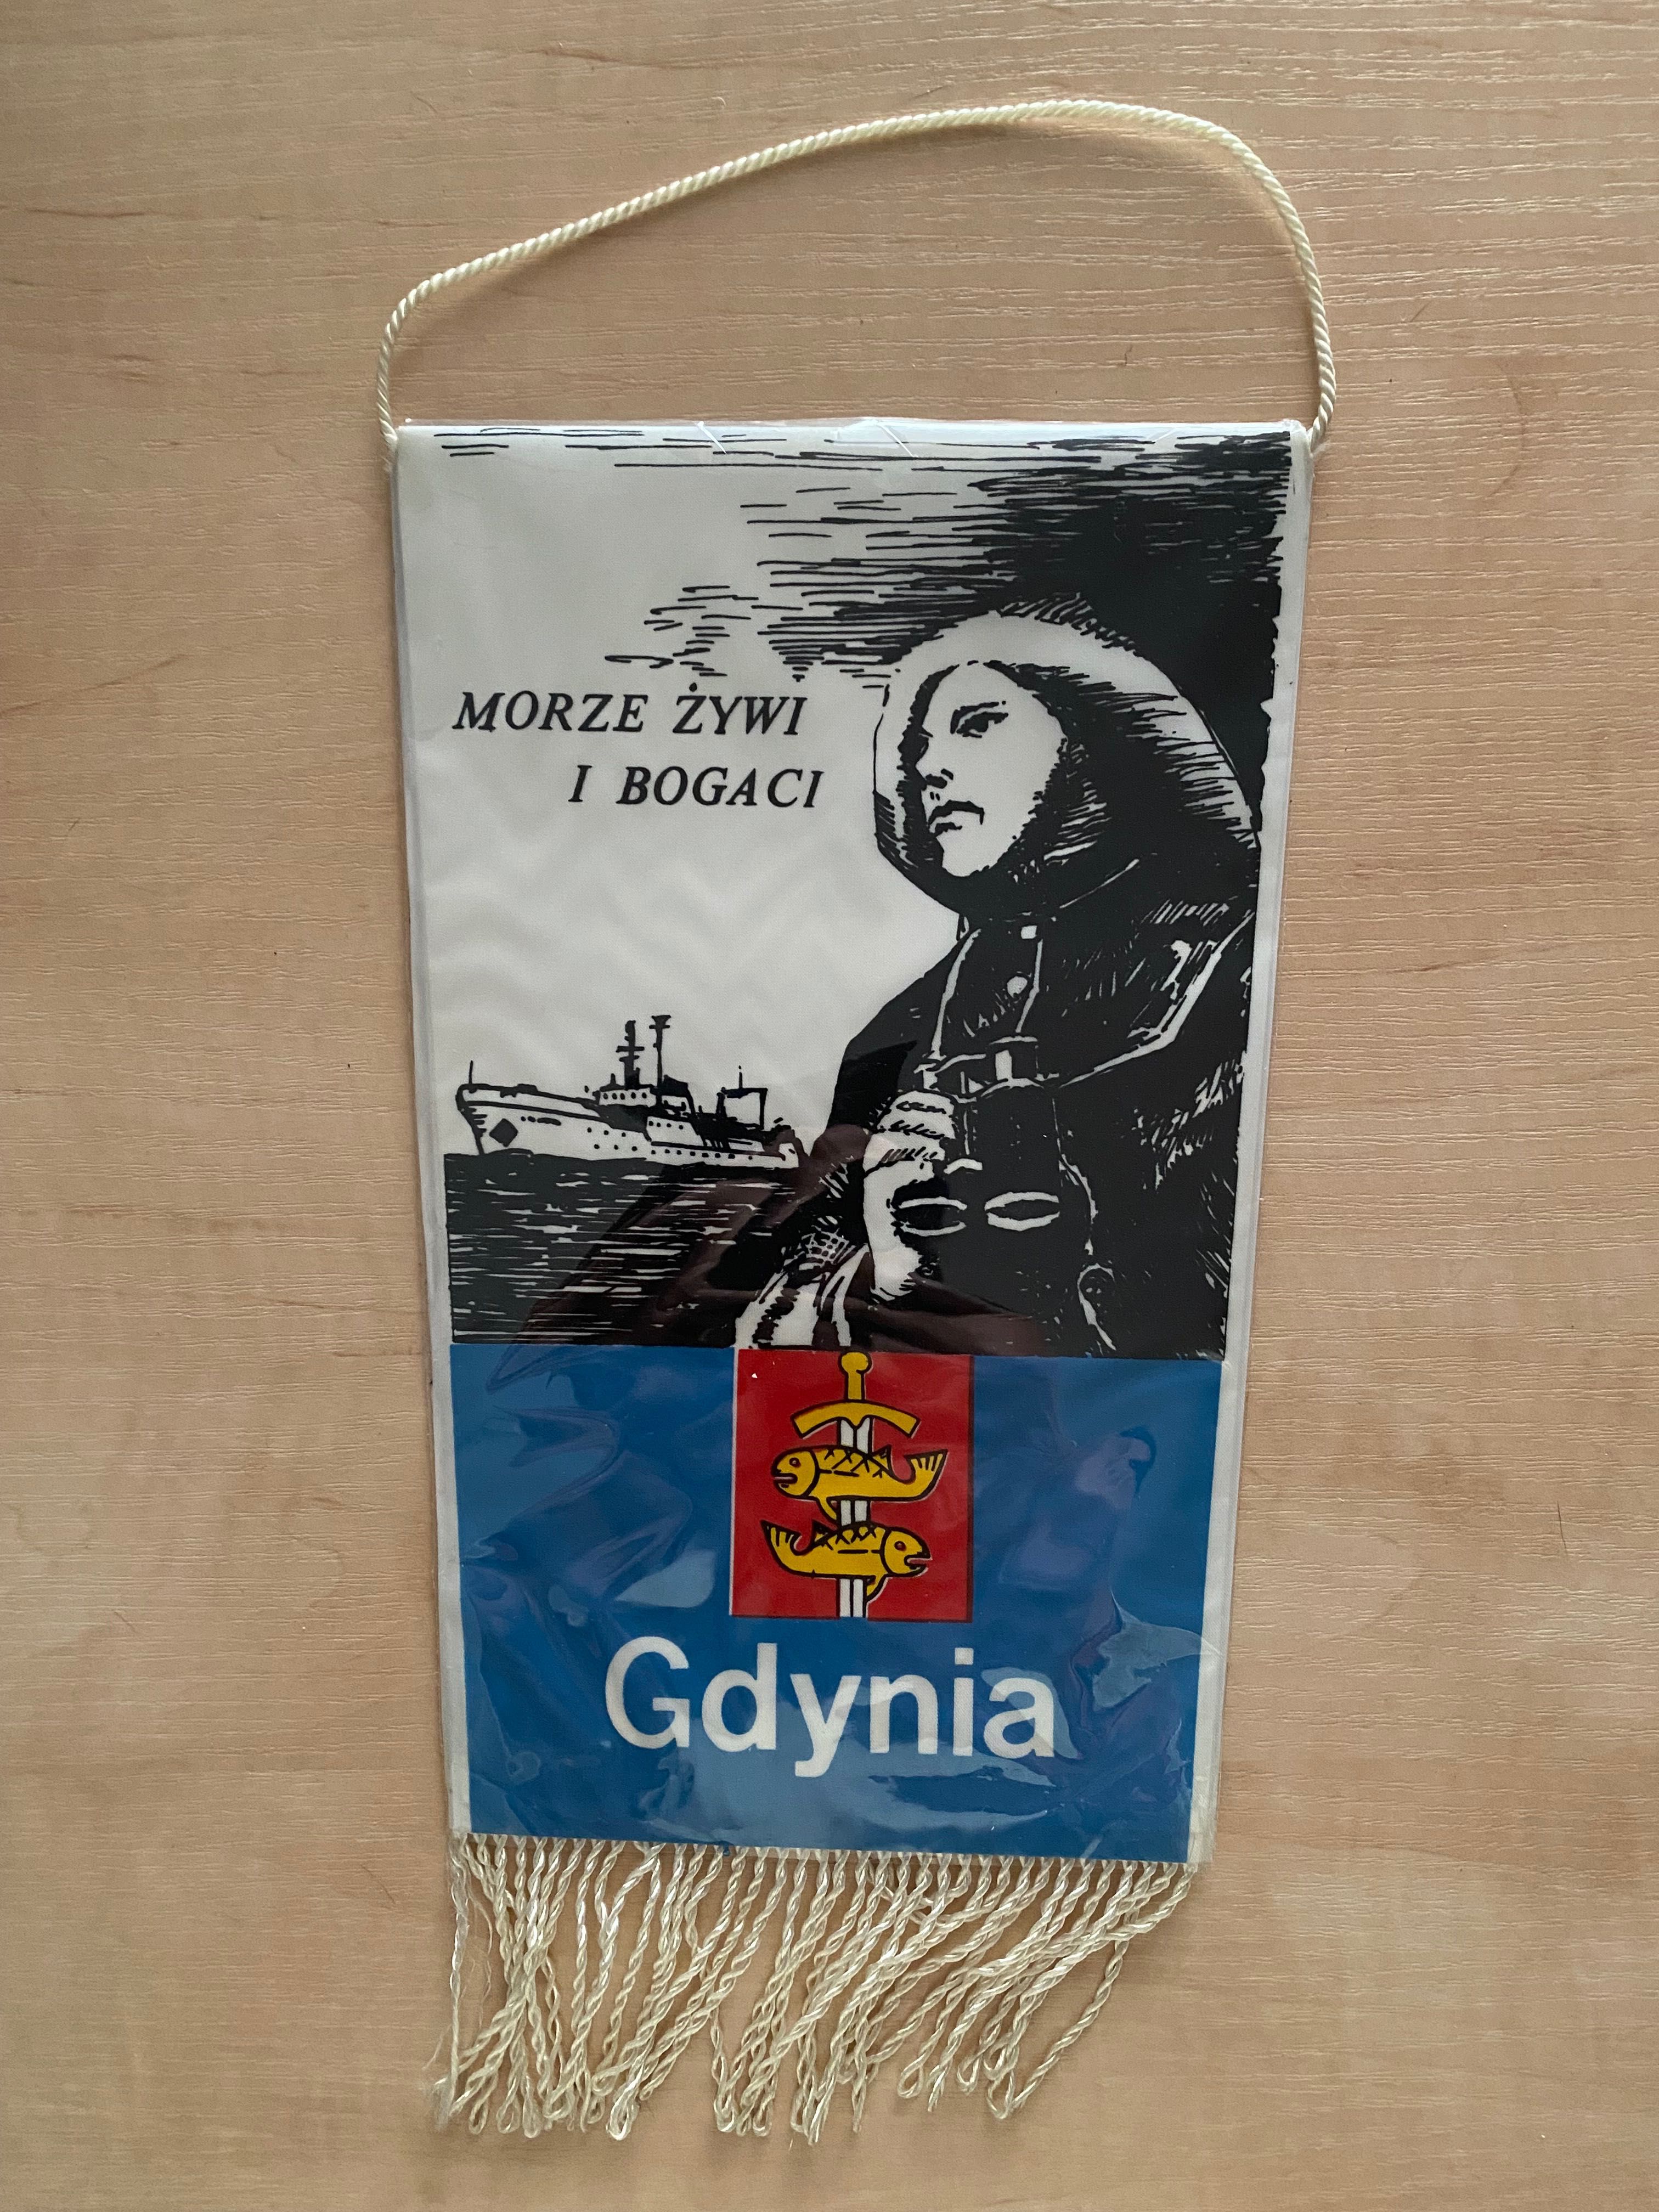 MORZE ŻYWI
I BOGACI
Gdynia